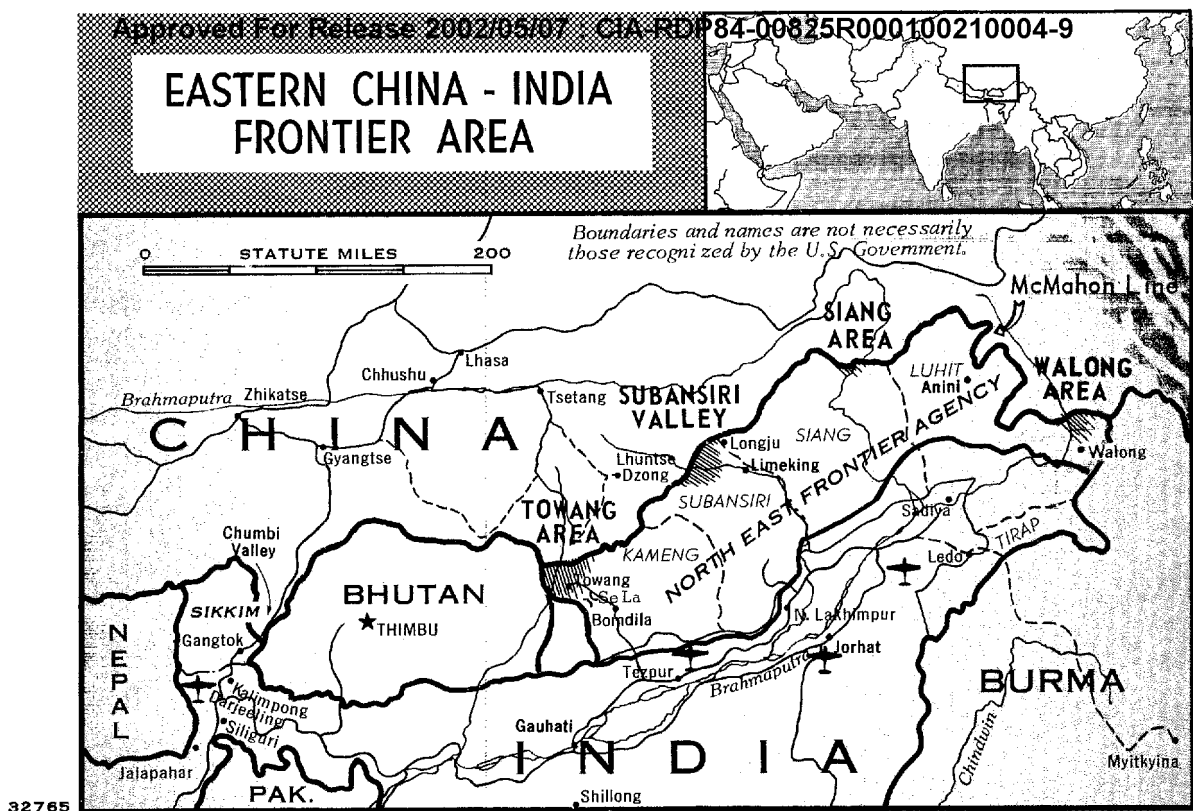 Approved For Release 2002/05/07 : CIA-RDP84-00825R000100210004-9
EASTERN CHINA - INDIA
FRONTIER AREA
Boundaries and names are not necessarily
those recogni zed by the U.S. Government.
0 STATUTE MILES 200
McMahon Line
SIANG
AREA
LUHIT
Anini
WALONG
AREA
Lhasa
Chhushu
Brahmaputra
Zhikatse
Tsetang
SUBANSIRI
VALLEY
CHINA
Gyangtse
Longju
SIANG
Walong
Lhuntse
Dzong
Limeking
NORTH EAST FRONTIER AGENCY
SUBANSIRI
Sadiya
TOWANG
AREA
Chumbi
Valley
KAMENG
TIRAP
Ledo
Towang
Se La
BHUTAN
Bomdila
SIKKIM
THIMBU
N. Lakhimpur
NEPAL
Gangtok
Jorhat
Tezpur
Brahmaputra
BURMA
Kalimpong
Darjeeling
Siliguri
Gauhati
INDIA
Chindwin
Jalapahar
Myitkyina
PAK.
Shillong
32765